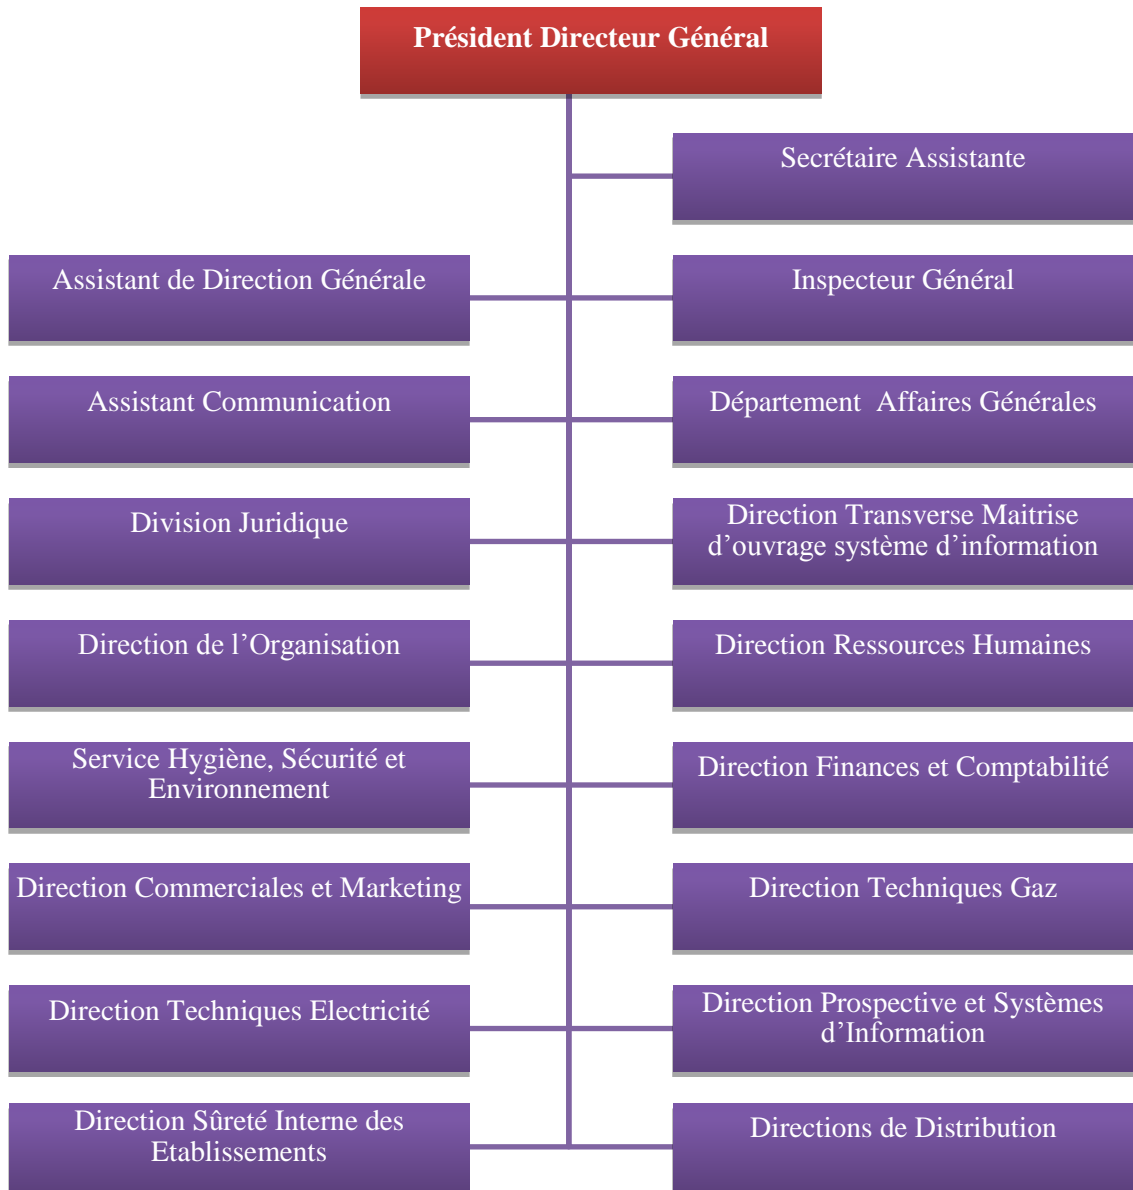 Président Directeur Général
Secrétaire Assistante
Assistant de Direction Générale
Inspecteur Général
Assistant Communication
Département  Affaires Générales
Division Juridique
Direction Transverse Maitrise
d’ouvrage système d’information
Direction de l’Organisation
Direction Ressources Humaines
Service Hygiène, Sécurité et
Environnement
Direction Finances et Comptabilité
Direction Commerciales et Marketing
Direction Techniques Gaz
Direction Techniques Electricité
Direction Prospective et Systèmes
d’Information
Direction Sûreté Interne des
Etablissements
Directions de Distribution